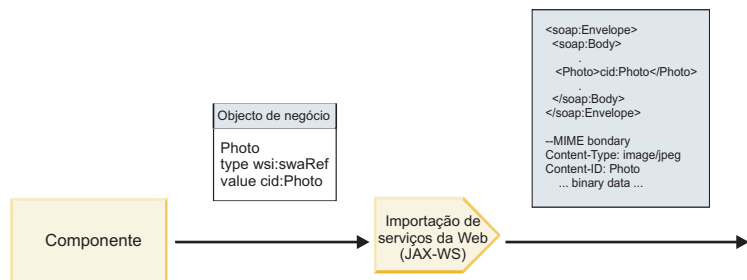 <soap:Envelope>
<soap:Body>
.
<Photo>cid:Photo</Photo>
.
</soap:Body>
</soap:Envelope>
--MIME bondary
Content-Type: image/jpeg
Content-ID: Photo
... binary data ...
Objecto de negócio
Photo
type wsi:swaRef
value cid:Photo
Componente
Importação de
serviços da Web
(JAX-WS)